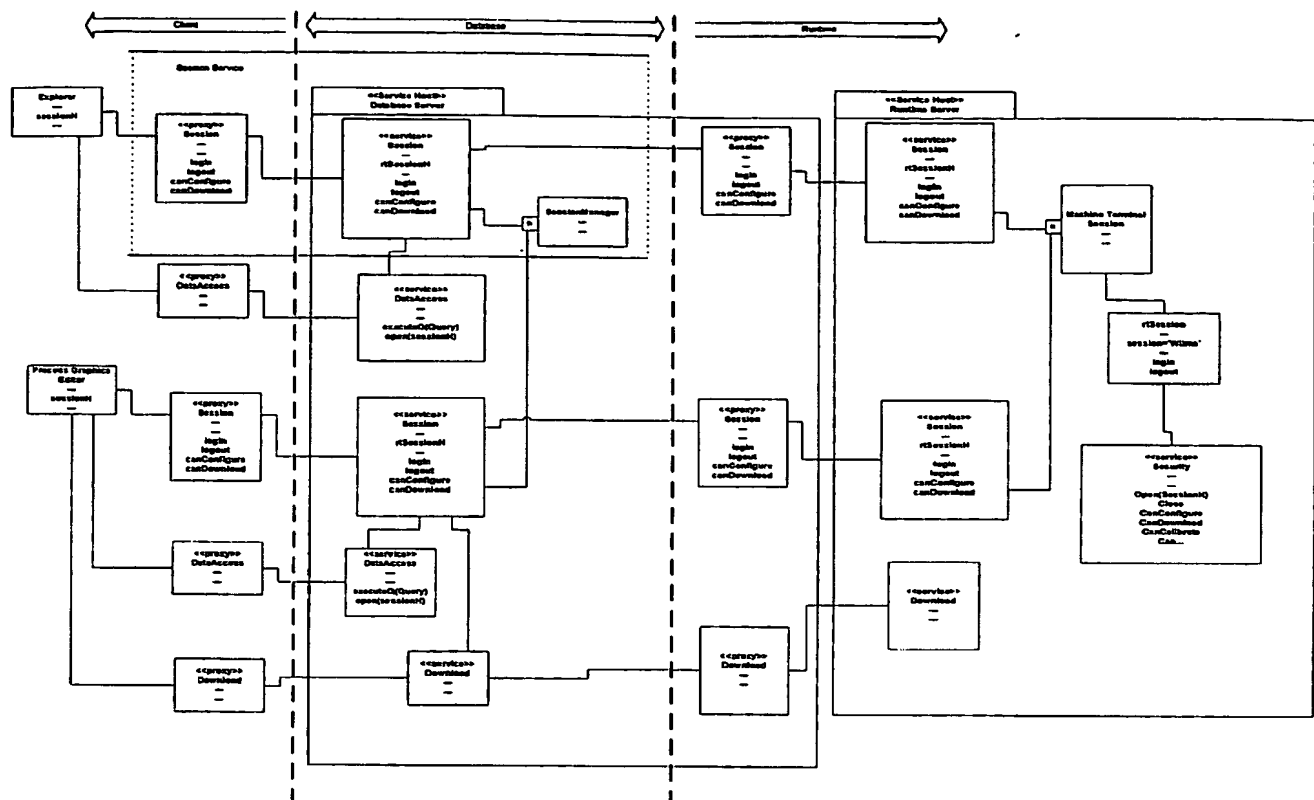 Client
Database
Runtime
Session Service
Explorer
sessionH
<<proxy>>
Session
login
logout
canConfigure
canDownload
<<Service Host>>
Database Server
<<service>>
Session
rtSessionH
login
logout
canConfigure
canDownload
SessionManager
<<proxy>>
Session
login
logout
canConfigure
canDownload
<<Service Host>>
Runtime Server
<<service>>
Session
rtSessionH
login
logout
canConfigure
canDownload
Machine Terminal
Session
<<proxy>>
DataAccess
<<service>>
DataAccess
executeQ(Query)
open(sessionH)
rtSession
session='Wilma'
login
logout
Process Graphics
Editor
sessionH
<<proxy>>
Session
login
logout
canConfigure
canDownload
<<service>>
Session
rtSessionH
login
logout
canConfigure
canDownload
<<proxy>>
Session
login
logout
canConfigure
canDownload
<<service>>
Session
rtSessionH
login
logout
canConfigure
canDownload
<<service>>
Security
Open(SessionH)
Close
CanConfigure
CanDownload
CanCalibrate
Can...
<<proxy>>
DataAccess
<<service>>
DataAccess
executeQ(Query)
open(sessionH)
<<service>>
Download
<<proxy>>
Download
<<service>>
Download
<<proxy>>
Download